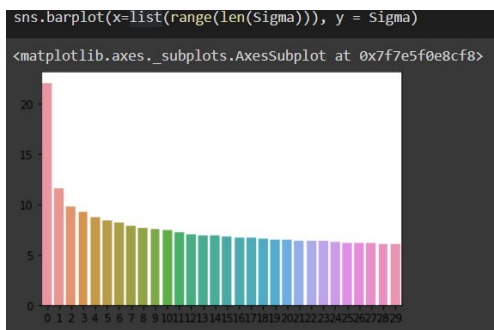 sns.barplot(x=list(range(len(Sigma))), y = Sigma)
<matplotlib.axes._subplots.AxesSubplot at 0x7f7e5f0e8cf8>
20
15
10
5
0
0 1 2 3 4 5 6 7 8 9 10 11 12 13 14 15 16 17 18 19 20 21 22 23 24 25 26 27 28 29